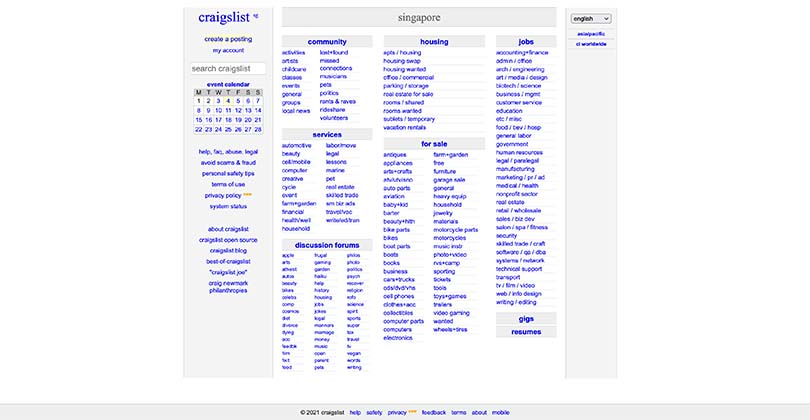 craigslist sg
create a posting
my account
search craigslist
event calendar
M T W T F S S
1 2 3 4 5 6 7
8 9 10 11 12 13 14
15 16 17 18 19 20 21
22 23 24 25 26 27 28
help, faq, abuse, legal
avoid scams & fraud
personal safety tips
terms of use
privacy policy
system status
about craigslist
craigslist open source
craigslist blog
best-of-craigslist
"craigslist joe"
craig newmark
philanthropies
singapore
community
activities
artists
childcare
classes
events
general
groups
local news
lost+found
missed
connections
musicians
pets
politics
rants & raves
rideshare
volunteers
services
automotive
beauty
cell/mobile
computer
creative
cycle
event
farm+garden
financial
health/well
household
labor/move
legal
lessons
marine
pet
real estate
skilled trade
sm biz ads
travel/vac
write/ed/tran
discussion forums
apple
arts
atheist
autos
beauty
bikes
celebs
comp
cosmos
diet
divorce
dying
eco
feedbk
film
fixit
food
frugal
gaming
garden
haiku
help
history
housing
jobs
jokes
legal
manners
marriage
money
music
open
parent
pets
philos
photo
politics
psych
recover
religion
rofo
science
spirit
sports
super
tax
travel
tv
vegan
words
writing
housing
apts / housing
housing swap
housing wanted
office / commercial
parking / storage
real estate for sale
rooms / shared
rooms wanted
sublets / temporary
vacation rentals
for sale
antiques
appliances
arts+crafts
atv/utv/sno
auto parts
aviation
baby+kid
barter
beauty+hlth
bike parts
bikes
boat parts
boats
books
business
cars+trucks
cds/dvd/vhs
cell phones
clothes+acc
collectibles
computer parts
computers
electronics
farm+garden
free
furniture
garage sale
general
heavy equip
household
jewelry
materials
motorcycle parts
motorcycles
music instr
photo+video
rvs+camp
sporting
tickets
tools
toys+games
trailers
video gaming
wanted
wheels+tires
jobs
accounting+finance
admin / office
arch / engineering
art / media / design
biotech / science
business / mgmt
customer service
education
etc / misc
food / bev / hosp
general labor
government
human resources
legal / paralegal
manufacturing
marketing / pr / ad
medical / health
nonprofit sector
real estate
retail / wholesale
sales / biz dev
salon / spa / fitness
security
skilled trade / craft
software / qa / dba
systems / network
technical support
transport
tv / film / video
web / info design
writing / editing
gigs
resumes
english
asia/pacific
cl worldwide
© 2021 craigslist help safety privacy feedback terms about mobile